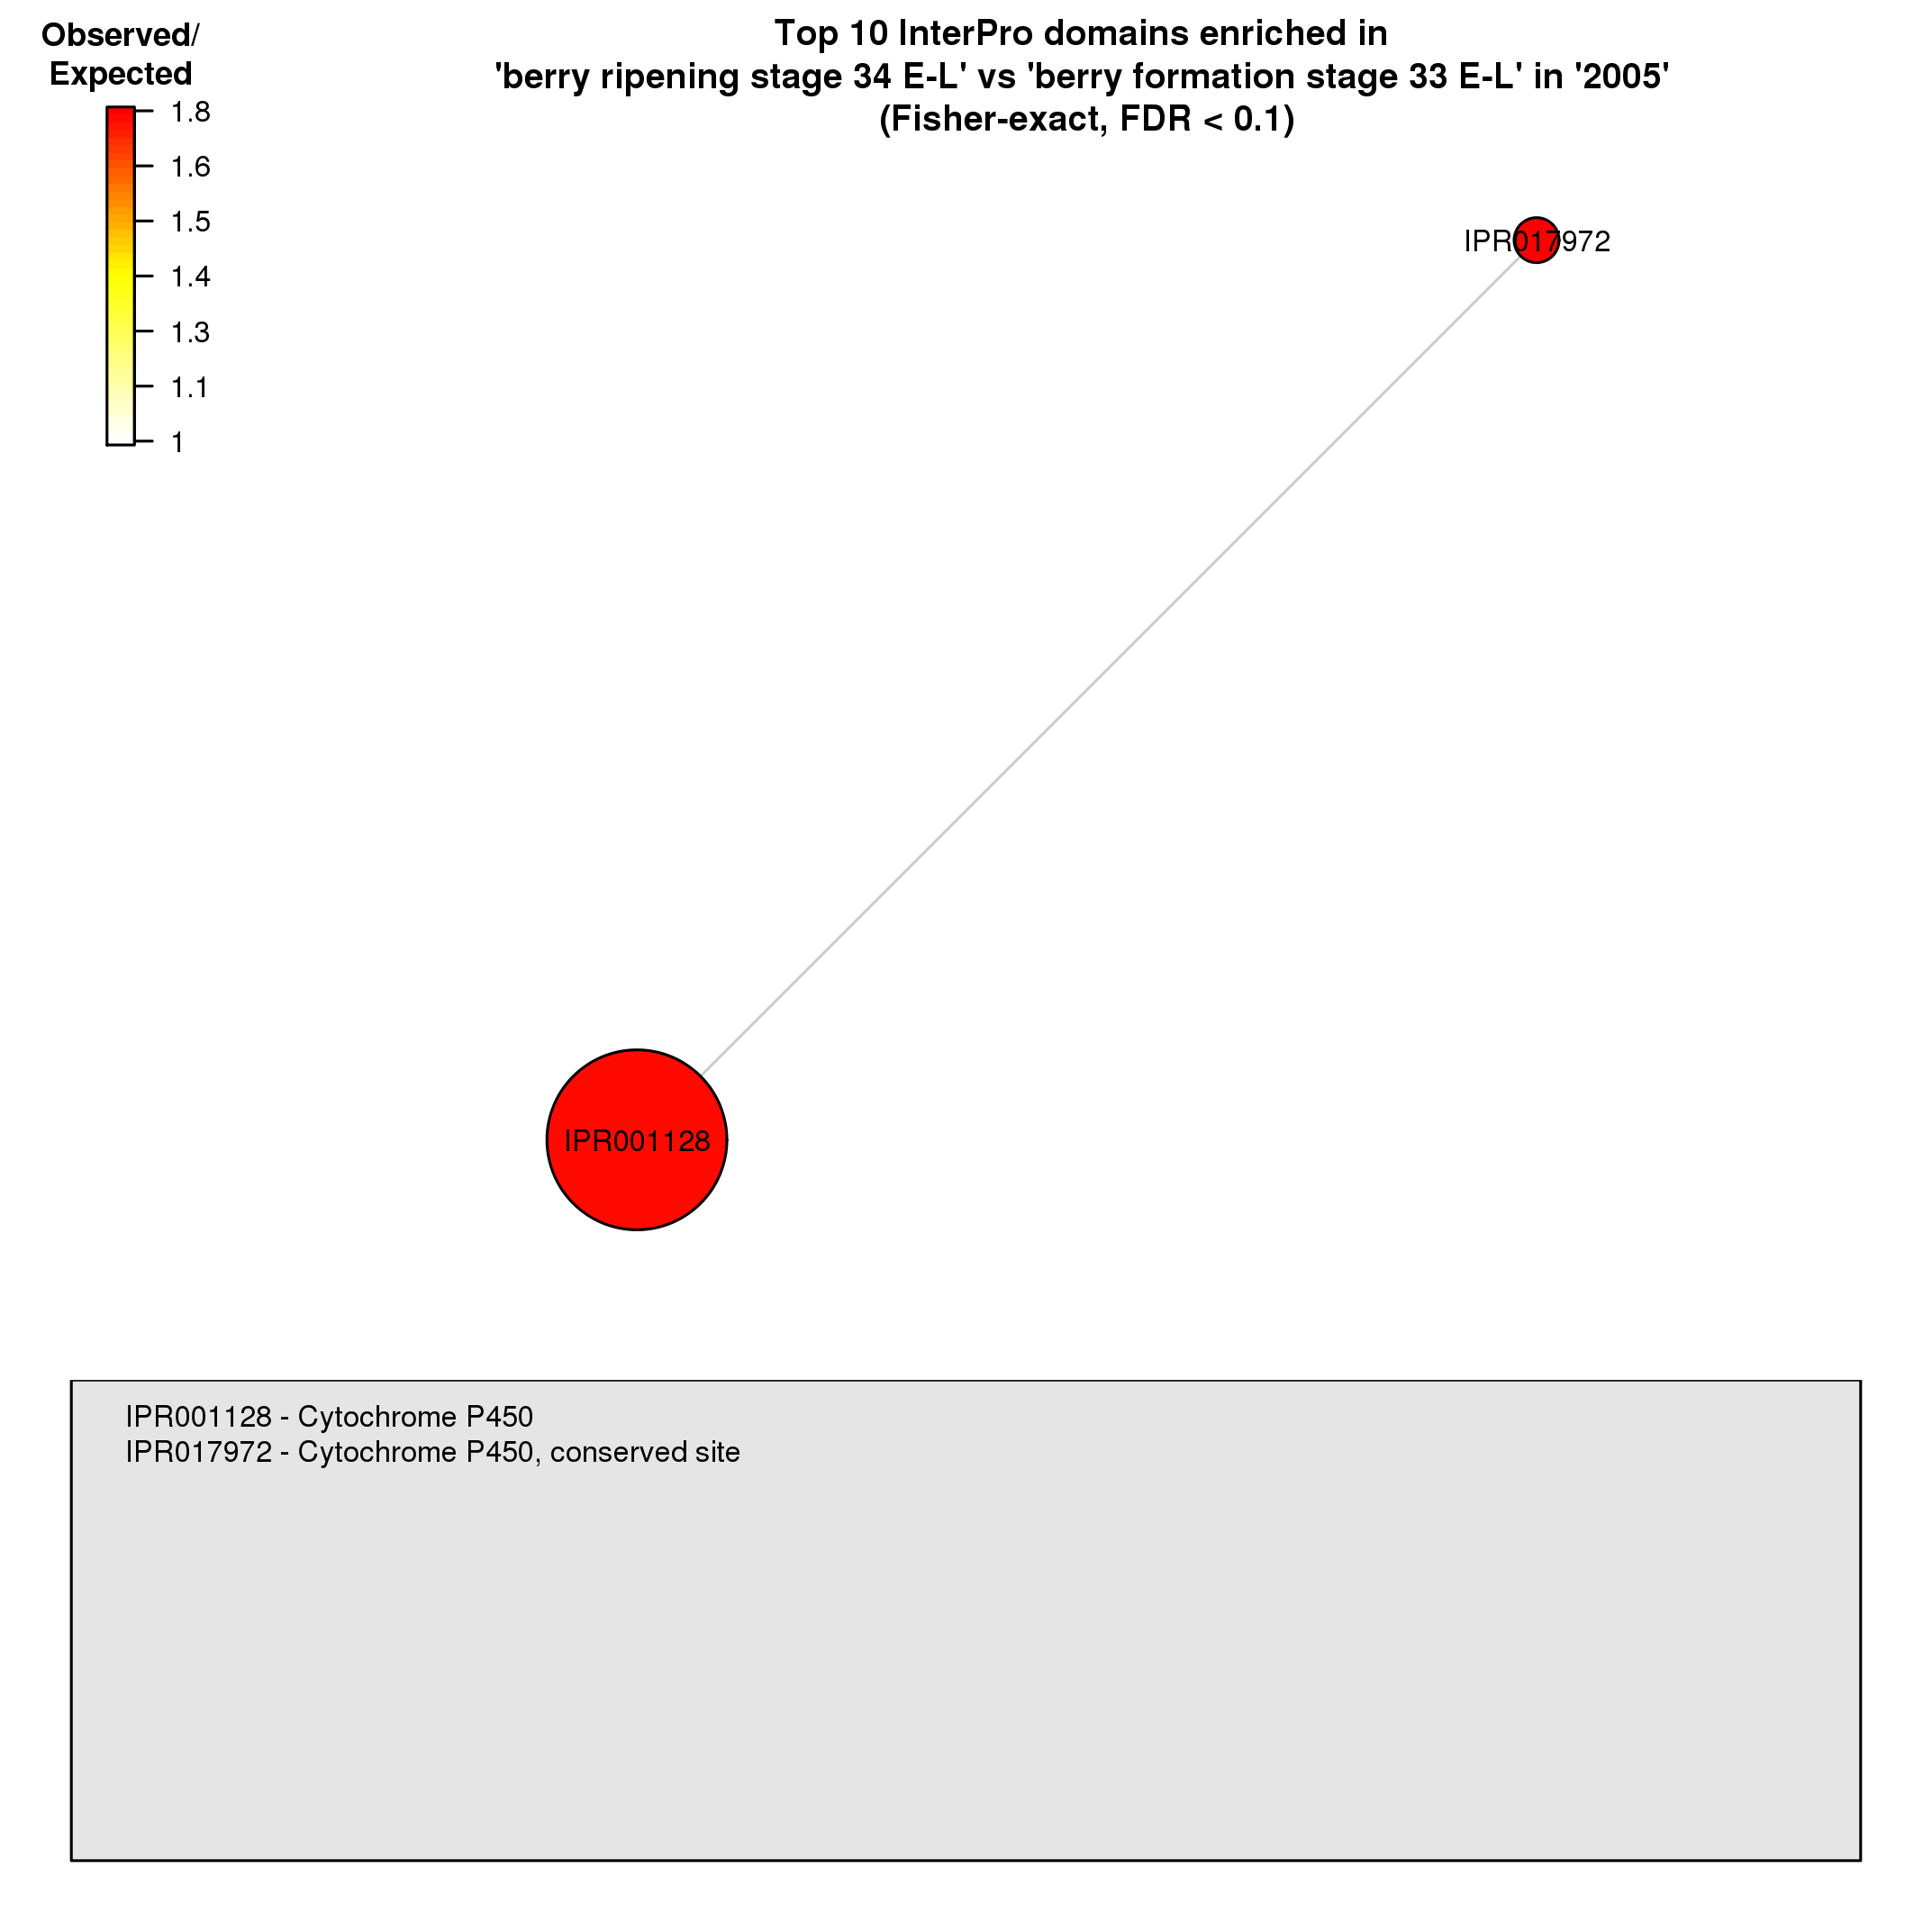 Observed/
Expected
1.8
1.6
1.5
1.4
1.3
1.1
1
Top 10 InterPro domains enriched in
'berry ripening stage 34 E-L' vs 'berry formation stage 33 E-L' in '2005'
(Fisher-exact, FDR < 0.1)
IPR017972
IPR001128
IPR001128 - Cytochrome P450
IPR017972 - Cytochrome P450, conserved site